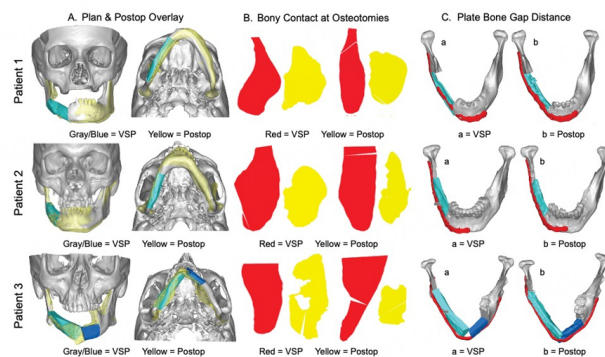 A. Plan & Postop Overlay
B. Bony Contact at Osteotomies
C. Plate Bone Gap Distance
Patient 1
a
b
Gray/Blue = VSP Yellow = Postop
Red = VSP Yellow = Postop
a = VSP b = Postop
Patient 2
a
b
Gray/Blue = VSP Yellow = Postop
Red = VSP Yellow = Postop
a = VSP b = Postop
Patient 3
a
b
Gray/Blue = VSP Yellow = Postop
Red = VSP Yellow = Postop
a = VSP b = Postop